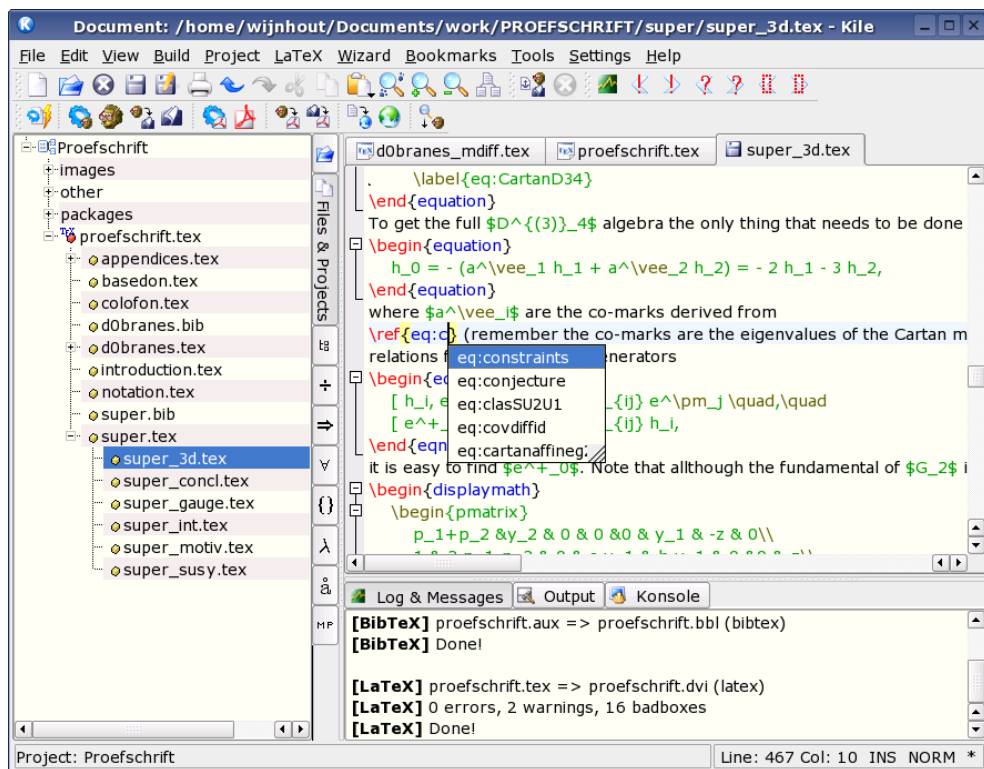 Document: /home/wijnhout/Documents/work/PROEFSCHRIFT/super/super_3d.tex - Kile
File Edit View Build Project LaTeX Wizard Bookmarks Tools Settings Help
Proefschrift
images
other
packages
proefschrift.tex
appendices.tex
basedon.tex
colofon.tex
d0branes.bib
d0branes.tex
introduction.tex
notation.tex
super.bib
super.tex
super_3d.tex
super_concl.tex
super_gauge.tex
super_int.tex
super_motiv.tex
super_susy.tex
Files & Projects
d0branes_mdiff.tex proefschrift.tex super_3d.tex
\label{eq:CartanD34}
\end{equation}
To get the full $D^{(3)}_4$ algebra the only thing that needs to be done
\begin{equation}
h_0 = - (a^\vee_1 h_1 + a^\vee_2 h_2) = - 2 h_1 - 3 h_2,
\end{equation}
where $a^\vee_i$ are the co-marks derived from
\ref{eq:c} (remember the co-marks are the eigenvalues of the Cartan m
relations f enerators
eq:constraints
eq:conjecture
eq:clasSU2U1
eq:covdiffid
eq:cartanaffineg
\begin{eq
[ h_i, e _{ij} e^\pm_j \quad,\quad
[ e^+_ _{ij} h_i,
\end{eqn
it is easy to find $e^+_0$. Note that allthough the fundamental of $G_2$ i
\begin{displaymath}
\begin{pmatrix}
p_1+p_2 &y_2 & 0 & 0 &0 & y_1 & -z & 0\\
Log & Messages Output Konsole
[BibTeX] proefschrift.aux => proefschrift.bbl (bibtex)
[BibTeX] Done!
[LaTeX] proefschrift.tex => proefschrift.dvi (latex)
[LaTeX] 0 errors, 2 warnings, 16 badboxes
[LaTeX] Done!
Project: Proefschrift
Line: 467 Col: 10 INS NORM *